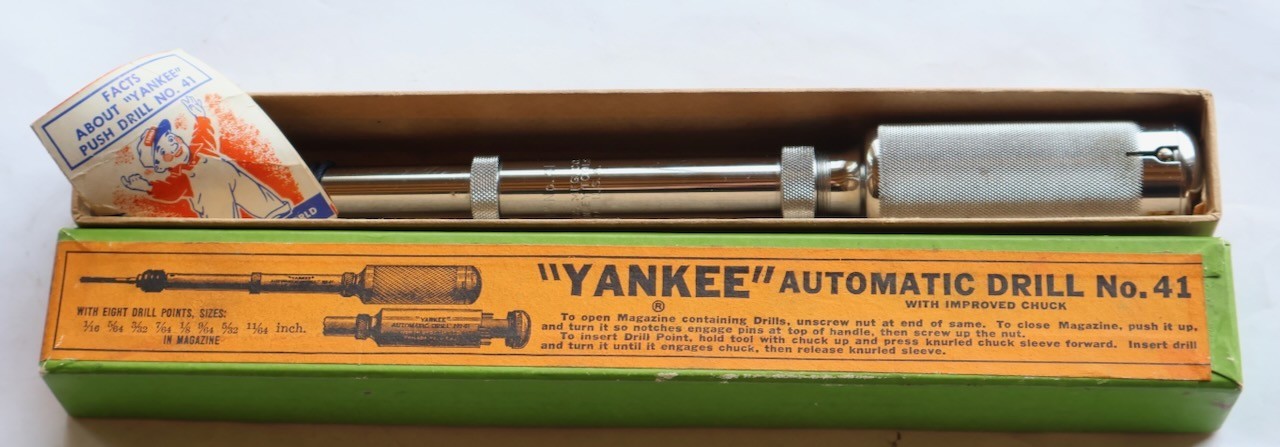 FACTS
ABOUT "YANKEE"
PUSH DRILL NO. 41
"YANKEE" AUTOMATIC DRILL No. 41
®
WITH IMPROVED CHUCK
WITH EIGHT DRILL POINTS, SIZES:
1/16 5/64 3/32 7/64 1/8 9/64 5/32 11/64 inch.
IN MAGAZINE
To open Magazine containing Drills, unscrew nut at end of same. To close Magazine, push it up,
and turn it so notches engage pins at top of handle, then screw up the nut.
To insert Drill Point, hold tool with chuck up and press knurled chuck sleeve forward. Insert drill
and turn it until it engages chuck, then release knurled sleeve.
"YANKEE"
AUTOMATIC DRILL